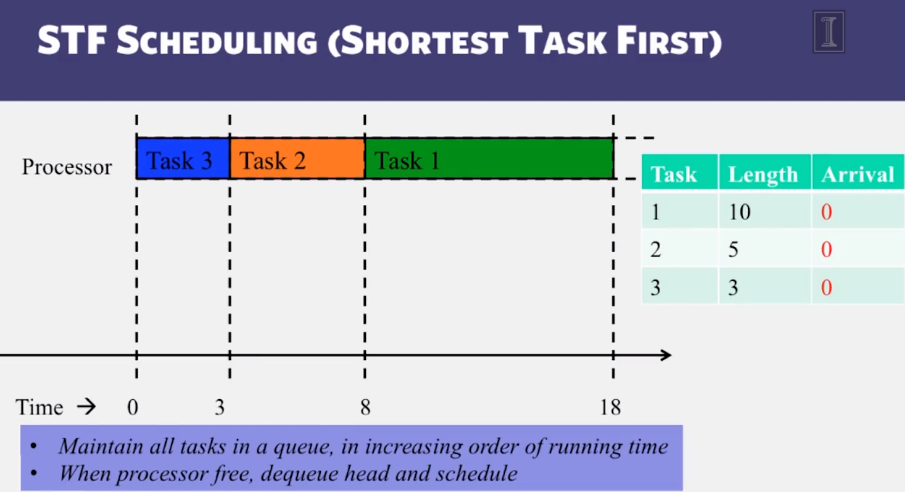 STF SCHEDULING (SHORTEST TASK FIRST)
I
Processor
Task 3
Task 2
Task 1
Task Length Arrival
1 10 0
2 5 0
3 3 0
Time → 0 3 8 18
• Maintain all tasks in a queue, in increasing order of running time
• When processor free, dequeue head and schedule